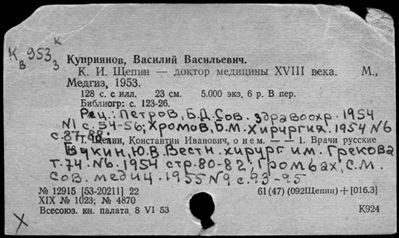 К 953 К
В 3
Куприянов, Василий Васильевич.
К. И. Щепин — доктор медицины XVIII века. М.,
Медгиз, 1953.
128 с. с илл. 23 см. 5.000 экз. 6 р. В пер.
Библиогр: с. 123-26.
Рец.: Петров, Б.Д. Сов. здравоохр. 1954
N1 с.54-56; Хромов, Б.М. Хирургия. 1954 N6
с.87-88;
1. Щепин, Константин Иванович, о нем. — — 1. Врачи русские
Бучкин, Ю.В. Вестн. хирург им. Грекова
Т.74. N6. 1954 стр.80-82; Громбах, С.М.
Сов. медиц. 1955 N9 с.93-95
№ 12915 [53-20211] 22 61(47)(092Щепин)+[016.3]
XIX № 1023; № 4870
Всесоюз. кн. палата 8 VI 53 К924
X